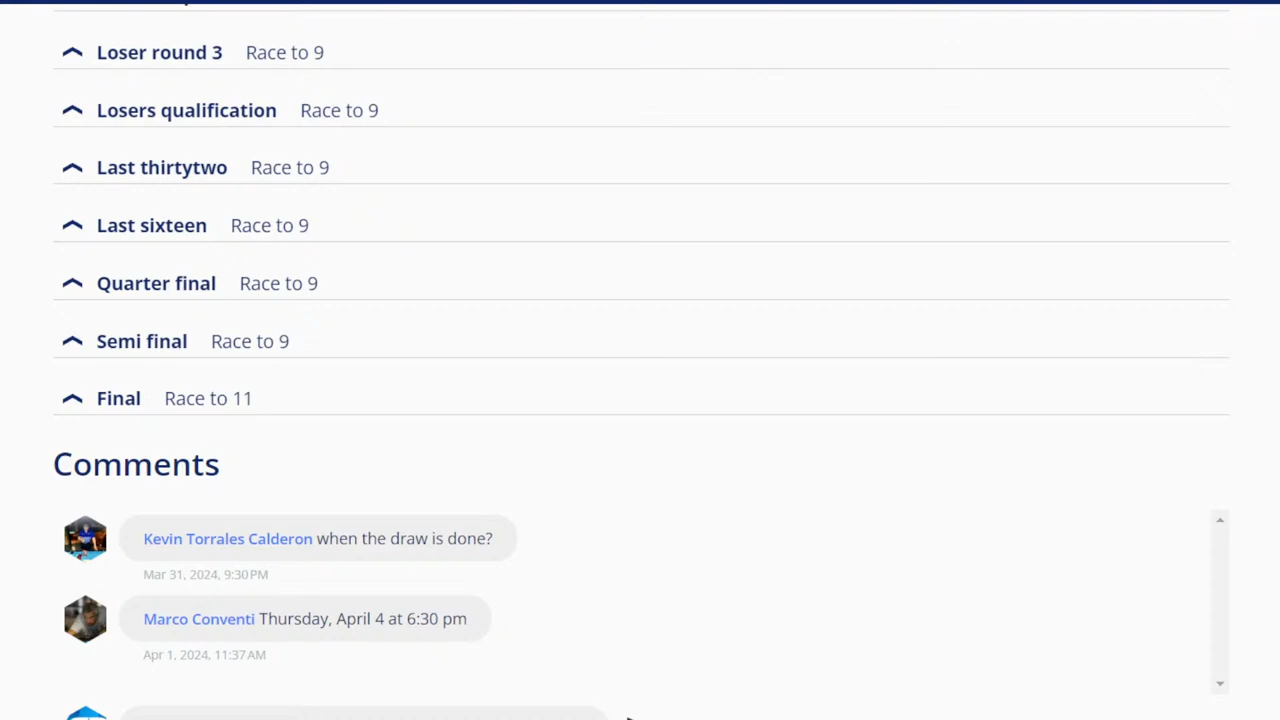 Loser round 3 Race to 9
Losers qualification Race to 9
Last thirtytwo Race to 9
Last sixteen Race to 9
Quarter final Race to 9
Semi final Race to 9
Final Race to 11
Comments
Kevin Torrales Calderon when the draw is done?
Mar 31, 2024, 9:30 PM
Marco Conventi Thursday, April 4 at 6:30 pm
Apr 1, 2024, 11:37 AM